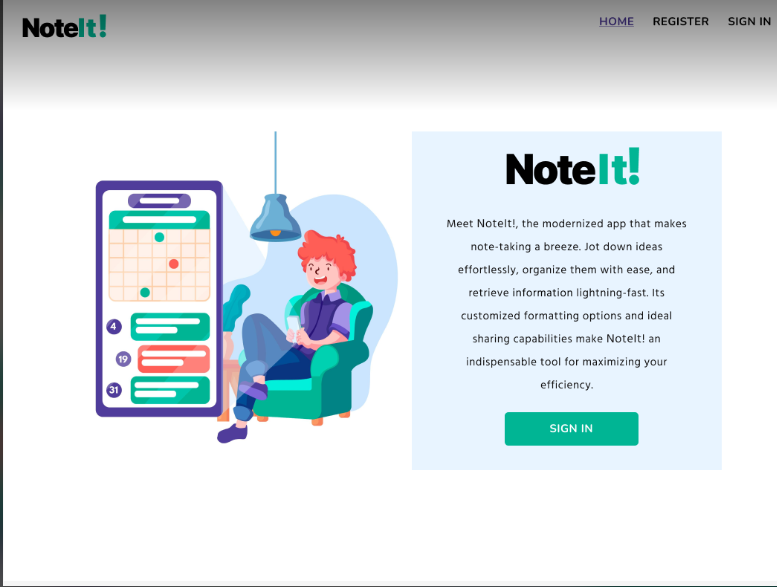 NoteIt!
HOME REGISTER SIGN IN
NoteIt!
Meet NoteIt!, the modernized app that makes
note-taking a breeze. Jot down ideas
effortlessly, organize them with ease, and
retrieve information lightning-fast. Its
customized formatting options and ideal
sharing capabilities make NoteIt! an
indispensable tool for maximizing your
efficiency.
SIGN IN
4
19
31